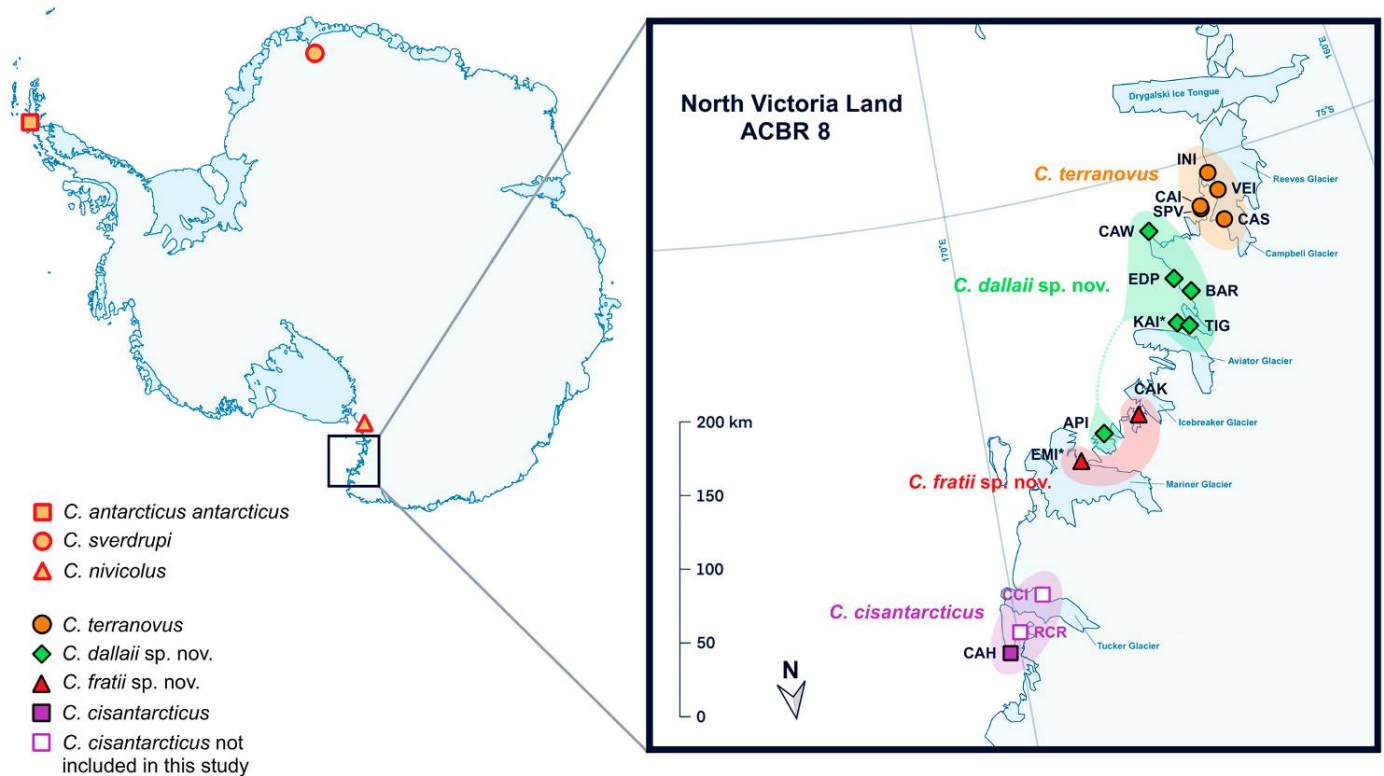 North Victoria Land
ACBR 8
Drygalski Ice Tongue
160°E
75°S
INI
C. terranovus
Reeves Glacier
VEI
CAI
SPV
CAS
CAW
170°E
Campbell Glacier
EDP
C. dallaii sp. nov.
BAR
KAI*
TIG
Aviator Glacier
CAK
200 km
API
Icebreaker Glacier
EMI*
C. fratii sp. nov.
Mariner Glacier
150
100
CCI
C. cisantarcticus
RCR
50
CAH
Tucker Glacier
N
0
C. antarcticus antarcticus
C. sverdrupi
C. nivicolus
C. terranovus
C. dallaii sp. nov.
C. fratii sp. nov.
C. cisantarcticus
C. cisantarcticus not
included in this study